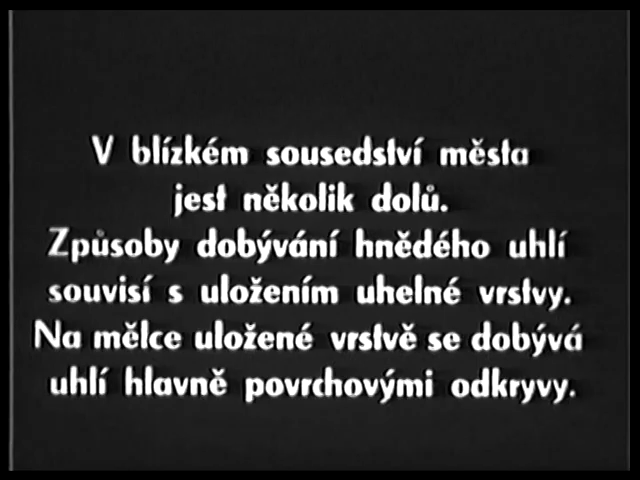 V blízkém sousedství města
jest několik dolů.
Způsoby dobývání hnědého uhlí
souvisí s uložením uhelné vrstvy.
Na mělce uložené vrstvě se dobývá
uhlí hlavně povrchovými odkryvy.